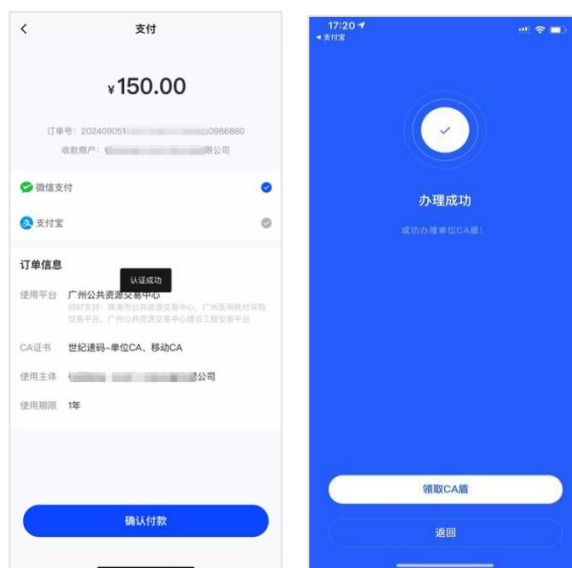 支付
¥150.00
订单号：202409051 0986880
收款商户： 限公司
微信支付
支付宝
订单信息
认证成功
使用平台 广州公共资源交易中心
同时支持：珠海市公共资源交易中心、广州医用耗材采购
交易平台、广州公共资源交易中心建设工程交易平台
CA证书 世纪速码-单位CA、移动CA
使用主体 公司
使用期限 1年
确认付款
17:20
支付宝
办理成功
成功办理单位CA盾！
领取CA盾
返回